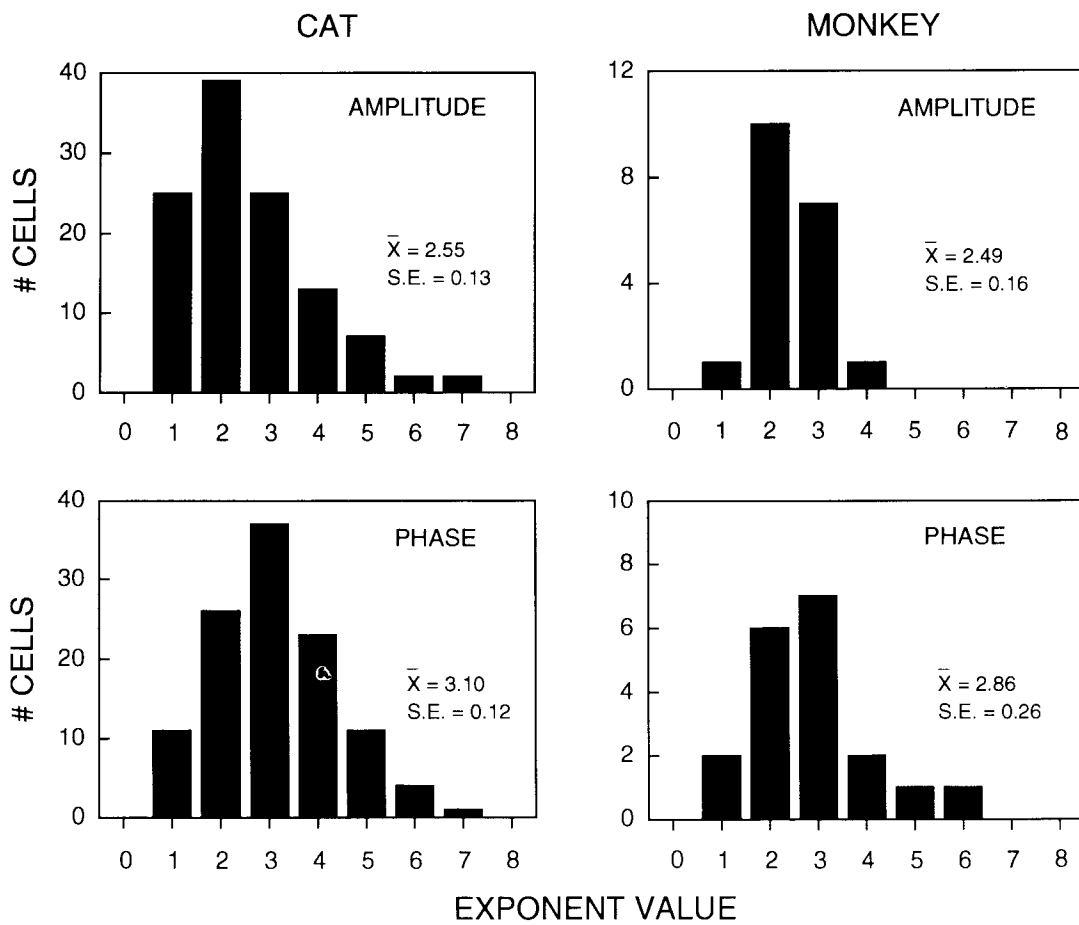 CAT
MONKEY
40
30
20
10
0
# CELLS
AMPLITUDE
X̄ = 2.55
S.E. = 0.13
0 1 2 3 4 5 6 7 8
12
8
4
0
AMPLITUDE
X̄ = 2.49
S.E. = 0.16
0 1 2 3 4 5 6 7 8
40
30
20
10
0
# CELLS
PHASE
X̄ = 3.10
S.E. = 0.12
0 1 2 3 4 5 6 7 8
10
8
6
4
2
0
PHASE
X̄ = 2.86
S.E. = 0.26
0 1 2 3 4 5 6 7 8
EXPONENT VALUE